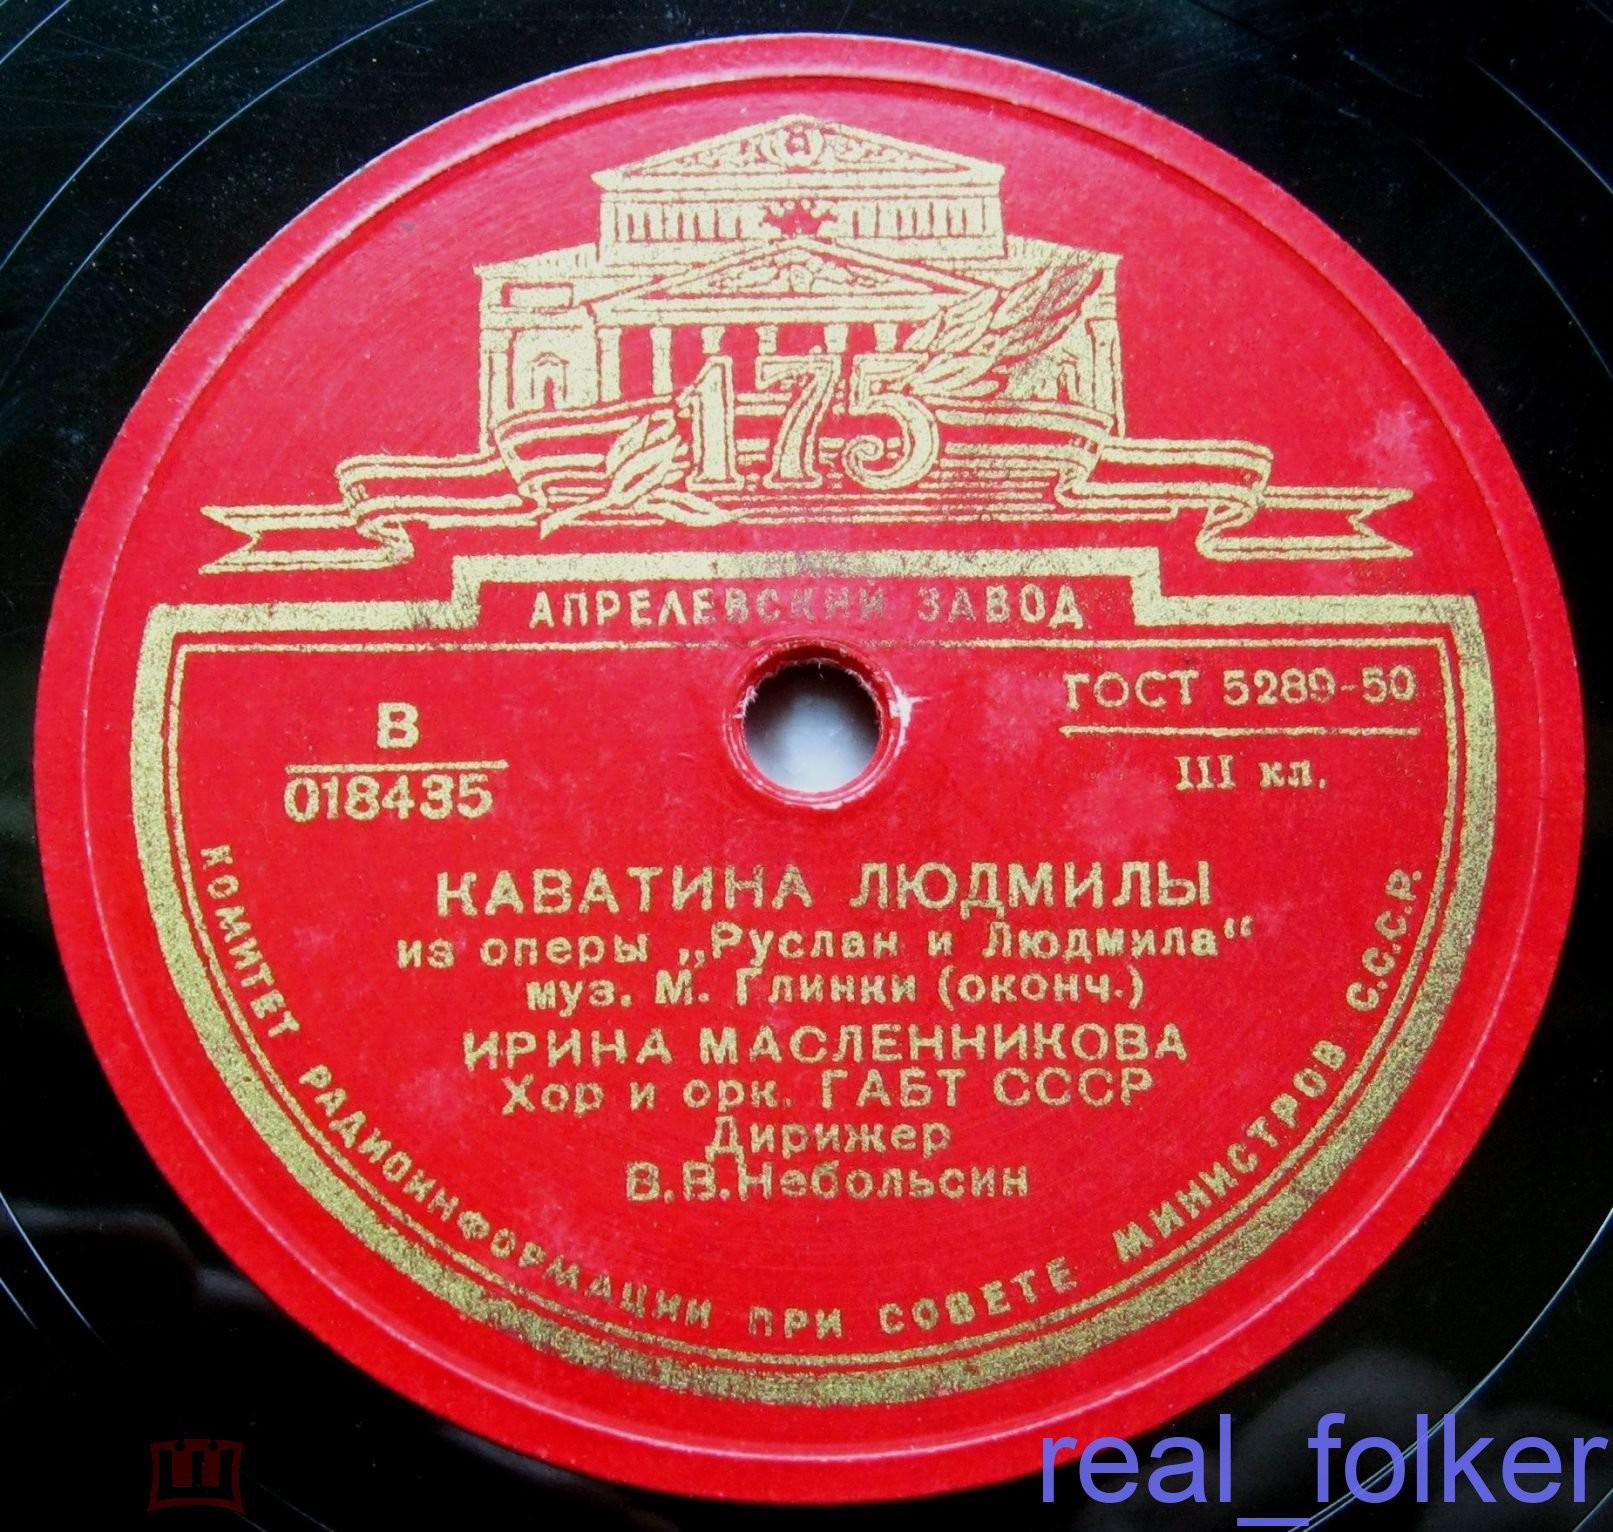 175
АПРЕЛЕВСКИЙ ЗАВОД
ГОСТ 5289-50
III кл.
В
018435
КАВАТИНА ЛЮДМИЛЫ
из оперы „Руслан и Людмила“
муз. М. Глинки (оконч.)
ИРИНА МАСЛЕННИКОВА
Хор и орк. ГАБТ СССР
Дирижер
В.В.Небольсин
КОМИТЕТ РАДИОИНФОРМАЦИИ ПРИ СОВЕТЕ МИНИСТРОВ С.С.С.Р.
real_folker